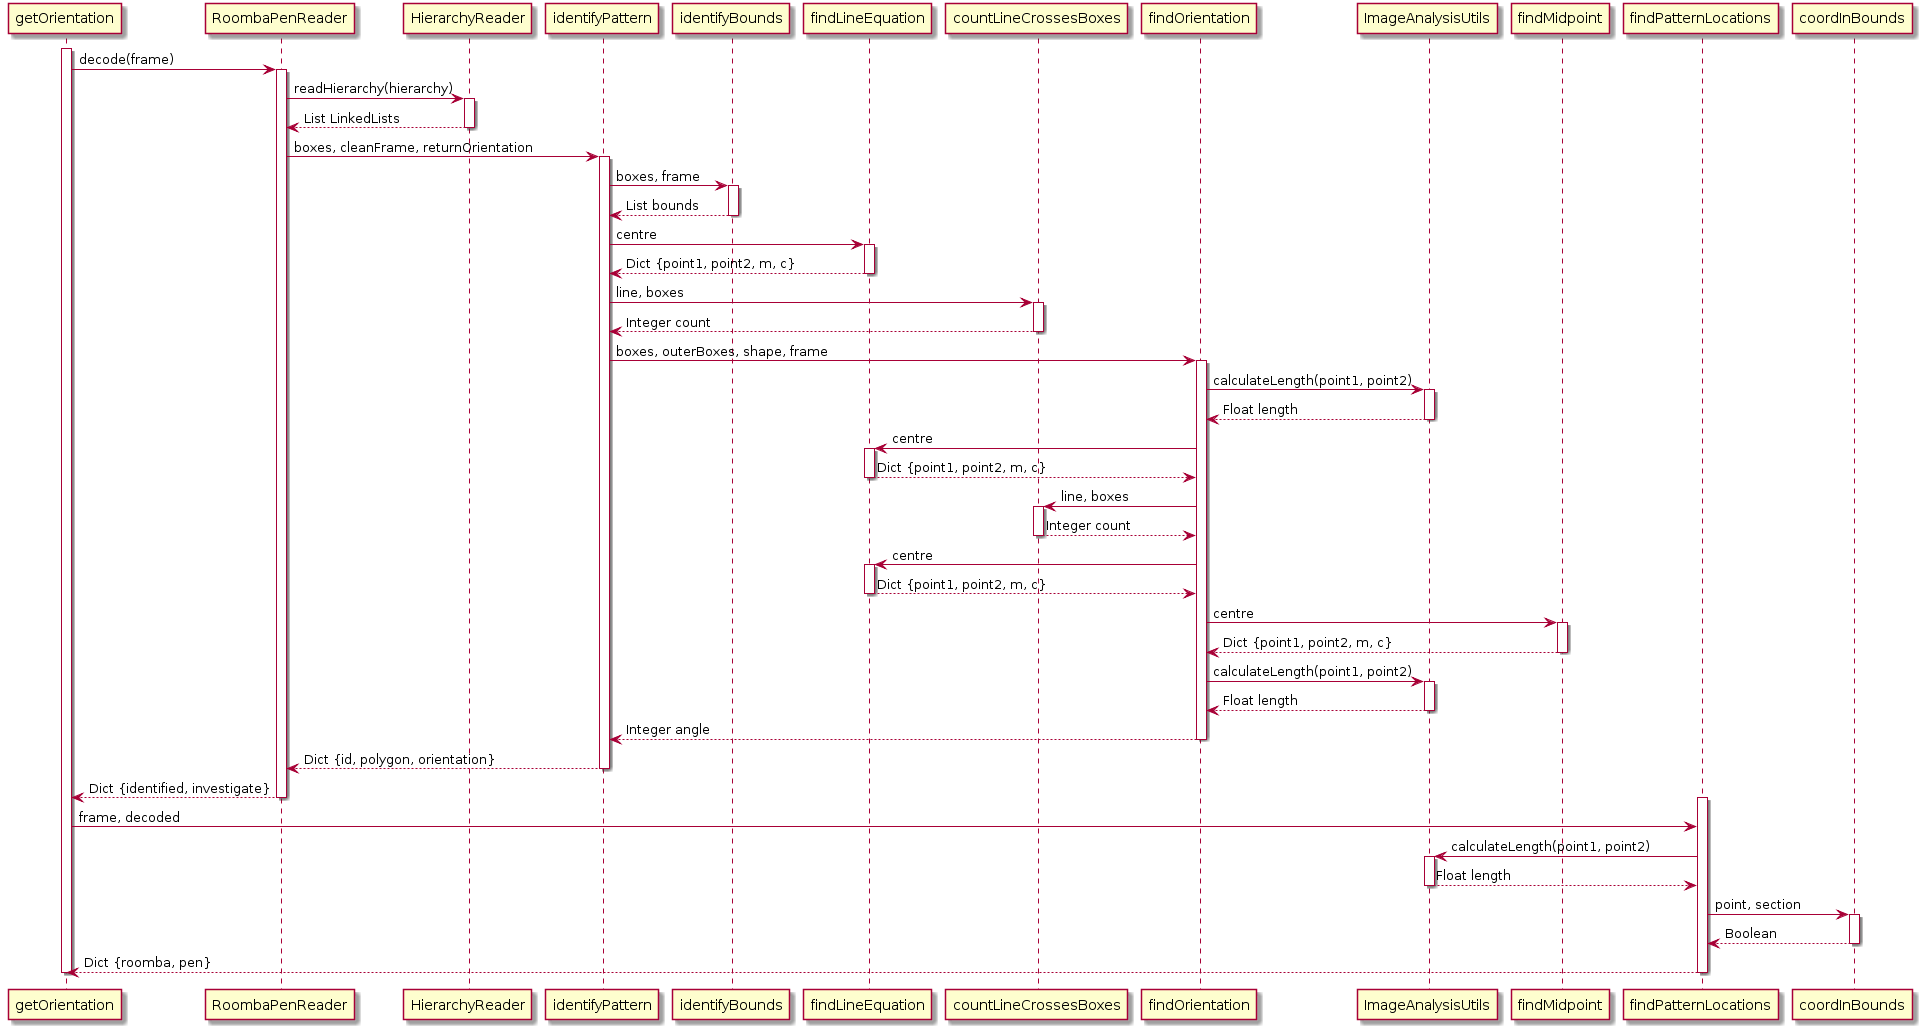 getOrientation
RoombaPenReader
HierarchyReader
identifyPattern
identifyBounds
findLineEquation
countLineCrossesBoxes
findOrientation
ImageAnalysisUtils
findMidpoint
findPatternLocations
coordInBounds
decode(frame)
readHierarchy(hierarchy)
List LinkedLists
boxes, cleanFrame, returnOrientation
boxes, frame
List bounds
centre
Dict {point1, point2, m, c}
line, boxes
Integer count
boxes, outerBoxes, shape, frame
calculateLength(point1, point2)
Float length
centre
Dict {point1, point2, m, c}
line, boxes
Integer count
centre
Dict {point1, point2, m, c}
centre
Dict {point1, point2, m, c}
calculateLength(point1, point2)
Float length
Integer angle
Dict {id, polygon, orientation}
Dict {identified, investigate}
frame, decoded
calculateLength(point1, point2)
Float length
point, section
Boolean
Dict {roomba, pen}
getOrientation
RoombaPenReader
HierarchyReader
identifyPattern
identifyBounds
findLineEquation
countLineCrossesBoxes
findOrientation
ImageAnalysisUtils
findMidpoint
findPatternLocations
coordInBounds